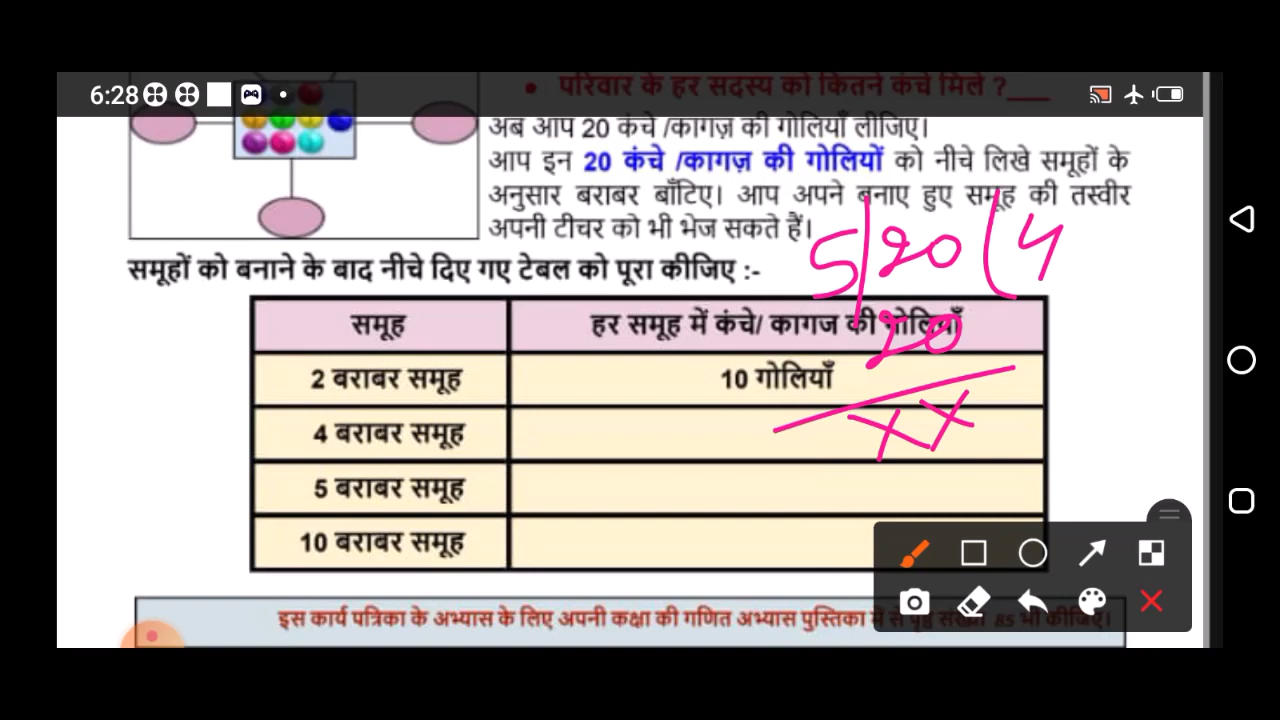 6:28
• परिवार के हर सदस्य को कितने कंचे मिले ?___
अब आप 20 कंचे /कागज़ की गोलियाँ लीजिए।
आप इन 20 कंचे /कागज़ की गोलियों को नीचे लिखे समूहों के
अनुसार बराबर बाँटिए। आप अपने बनाए हुए समूह की तस्वीर
अपनी टीचर को भी भेज सकते हैं।
5 20 4
20
समूहों को बनाने के बाद नीचे दिए गए टेबल को पूरा कीजिए :-
समूह हर समूह में कंचे/ कागज की गोलियाँ
2 बराबर समूह 10 गोलियाँ
4 बराबर समूह
5 बराबर समूह
10 बराबर समूह
इस कार्य पत्रिका के अभ्यास के लिए अपनी कक्षा की गणित अभ्यास पुस्तिका में से पृष्ठ संख्या 85 भी कीजिए।